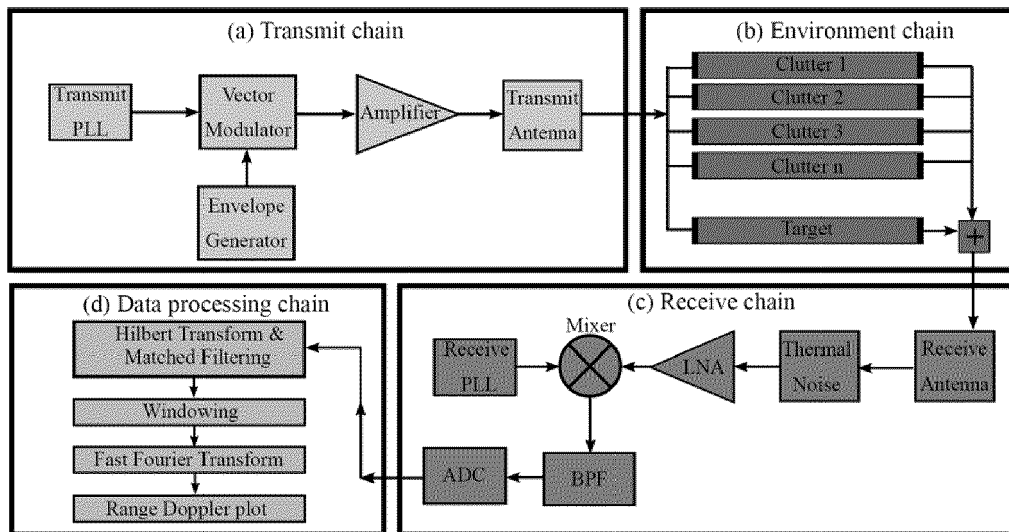 (a) Transmit chain
Transmit
PLL
Vector
Modulator
Amplifier
Transmit
Antenna
Envelope
Generator
(b) Environment chain
Clutter 1
Clutter 2
Clutter 3
Clutter n
Target
+
(c) Receive chain
Mixer
Receive
PLL
LNA
Thermal
Noise
Receive
Antenna
ADC
BPF
(d) Data processing chain
Hilbert Transform &
Matched Filtering
Windowing
Fast Fourier Transform
Range Doppler plot